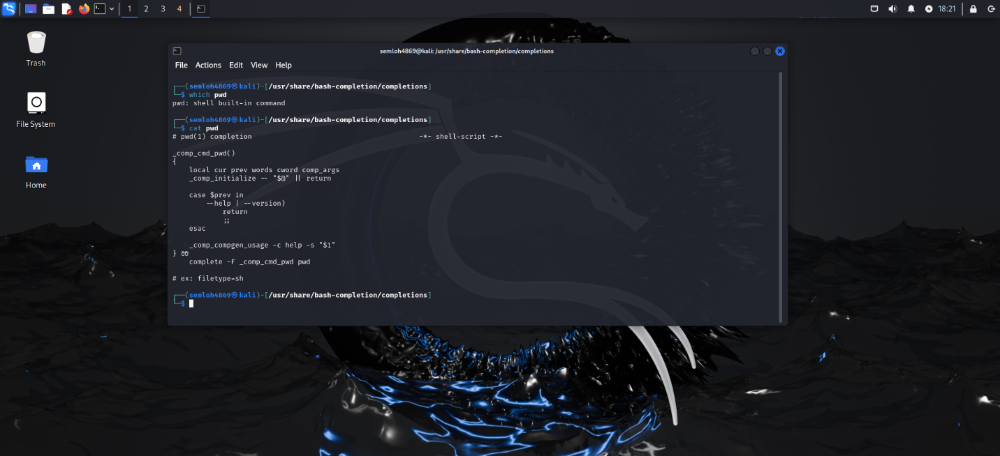 1 2 3 4
18:21
Trash
File System
Home
semloh4869@kali: /usr/share/bash-completion/completions
File Actions Edit View Help
┌──(semloh4869㉿kali)-[/usr/share/bash-completion/completions]
└─$ which pwd
pwd: shell built-in command
┌──(semloh4869㉿kali)-[/usr/share/bash-completion/completions]
└─$ cat pwd
# pwd(1) completion                                        -*- shell-script -*-
_comp_cmd_pwd()
{
    local cur prev words cword comp_args
    _comp_initialize -- "$@" || return
    case $prev in
        --help | --version)
            return
            ;;
    esac
    _comp_compgen_usage -c help -s "$1"
} &&
    complete -F _comp_cmd_pwd pwd
# ex: filetype=sh
┌──(semloh4869㉿kali)-[/usr/share/bash-completion/completions]
└─$